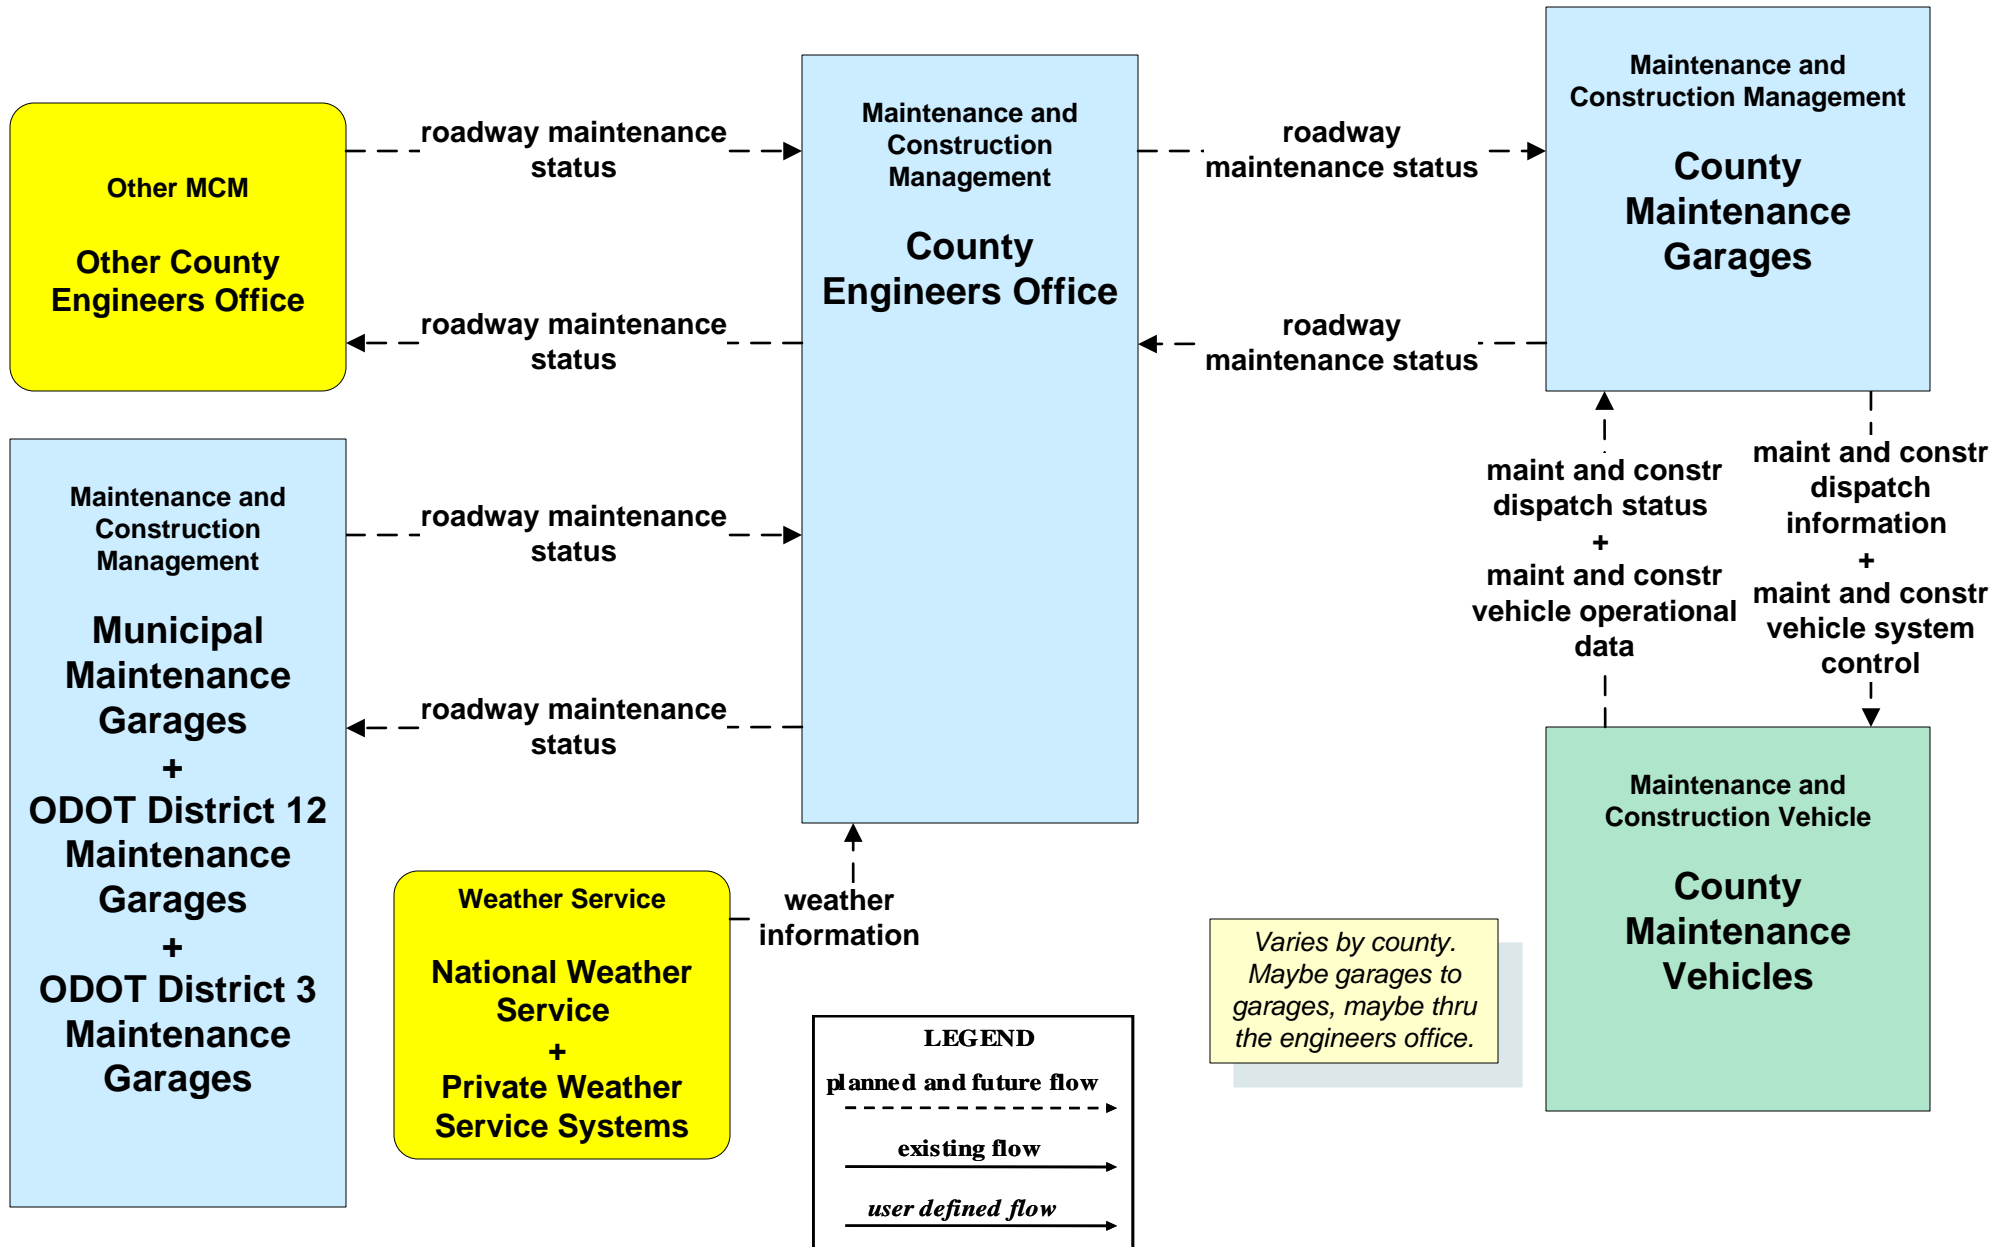 Other MCM
Other County
Engineers Office
roadway maintenance
status
roadway maintenance
status
Maintenance and
Construction
Management
County
Engineers Office
roadway
maintenance status
roadway
maintenance status
Maintenance and
Construction Management
County
Maintenance
Garages
Maintenance and
Construction
Management
Municipal
Maintenance
Garages
+
ODOT District 12
Maintenance
Garages
+
ODOT District 3
Maintenance
Garages
roadway maintenance
status
roadway maintenance
status
maint and constr
dispatch status
+
maint and constr
vehicle operational
data
maint and constr
dispatch
information
+
maint and constr
vehicle system
control
Weather Service
National Weather
Service
+
Private Weather
Service Systems
weather
information
Maintenance and
Construction Vehicle
County
Maintenance
Vehicles
Varies by county.
Maybe garages to
garages, maybe thru
the engineers office.
LEGEND
planned and future flow
existing flow
user defined flow